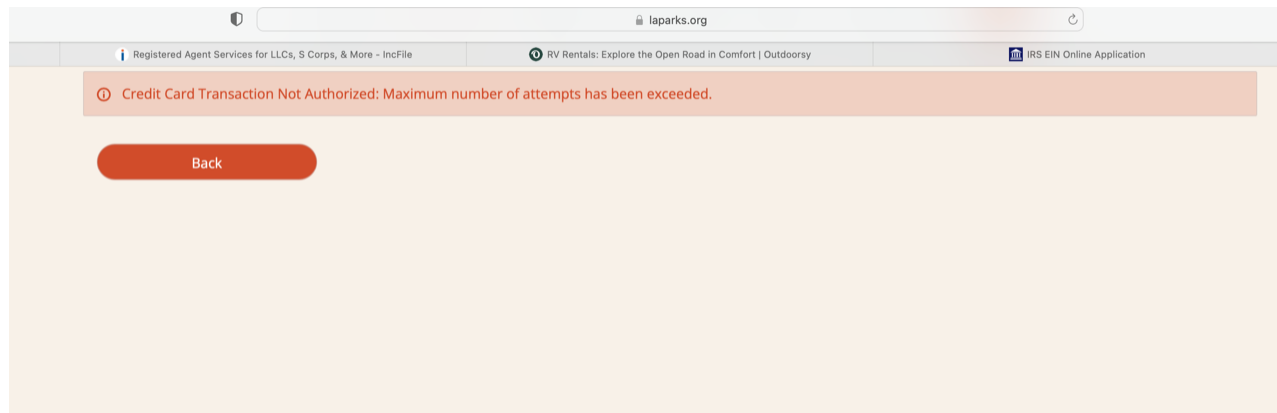 laparks.org
Registered Agent Services for LLCs, S Corps, & More - IncFile
RV Rentals: Explore the Open Road in Comfort | Outdoorsy
IRS EIN Online Application
Credit Card Transaction Not Authorized: Maximum number of attempts has been exceeded.
Back